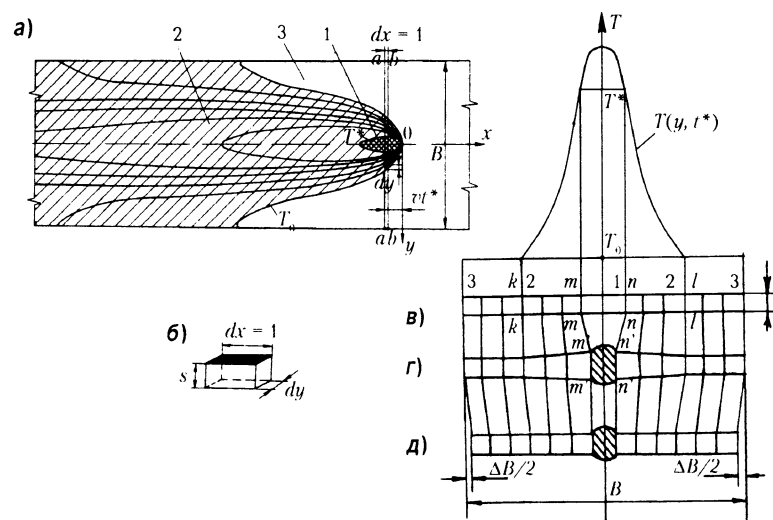 а)
2
3
1
dx = 1
a b
T*
0
x
B
dy
vt*
T₀
a b
y
б)
dx = 1
s
dy
T
T*
T(y, t*)
T₀
3 k 2 m 1 n 2 l 3
в)
k m n l
m' n'
г)
m' n'
д)
ΔB/2 ΔB/2
B